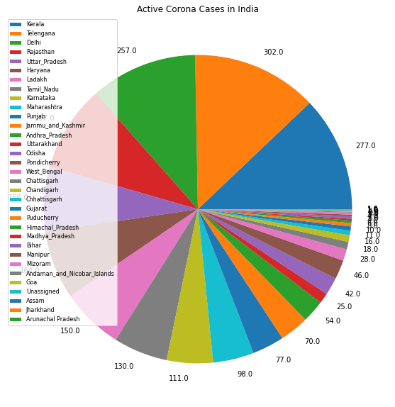 Active Corona Cases in India
Kerala
Telengana
Delhi
Rajasthan
Uttar_Pradesh
Haryana
Ladakh
Tamil_Nadu
Karnataka
Maharashtra
Punjab
Jammu_and_Kashmir
Andhra_Pradesh
Uttarakhand
Odisha
Pondicherry
West_Bengal
Chattisgarh
Chandigarh
Chhattisgarh
Gujarat
Puducherry
Himachal_Pradesh
Madhya_Pradesh
Bihar
Manipur
Mizoram
Andaman_and_Nicobar_Islands
Goa
Unassigned
Assam
Jharkhand
Arunachal Pradesh
257.0
302.0
277.0
18.0
16.0
11.0
10.0
28.0
46.0
42.0
25.0
54.0
70.0
77.0
98.0
111.0
130.0
150.0